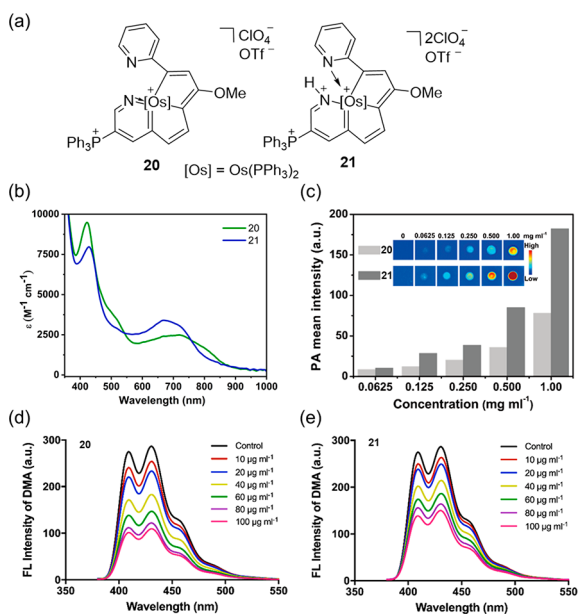 (a)
ClO₄⁻
OTf⁻
N
[Os]
+
OMe
N
Ph₃P
+
20
2ClO₄⁻
OTf⁻
N
H
+
N
[Os]
+
OMe
Ph₃P
+
21
[Os] = Os(PPh₃)₂
(b)
ε (M⁻¹ cm⁻¹)
10000
7500
5000
2500
0
20
21
400 500 600 700 800 900 1000
Wavelength (nm)
(c)
PA mean intensity (a.u.)
200
150
100
50
0
0 0.0625 0.125 0.250 0.500 1.00 mg ml⁻¹
20
21
High
Low
0.0625 0.125 0.250 0.500 1.00
Concentration (mg ml⁻¹)
(d)
FL Intensity of DMA (a.u.)
300
200
100
0
20
Control
10 µg ml⁻¹
20 µg ml⁻¹
40 µg ml⁻¹
60 µg ml⁻¹
80 µg ml⁻¹
100 µg ml⁻¹
350 400 450 500 550
Wavelength (nm)
(e)
FL Intensity of DMA (a.u.)
300
200
100
0
21
Control
10 µg ml⁻¹
20 µg ml⁻¹
40 µg ml⁻¹
60 µg ml⁻¹
80 µg ml⁻¹
100 µg ml⁻¹
350 400 450 500 550
Wavelength (nm)